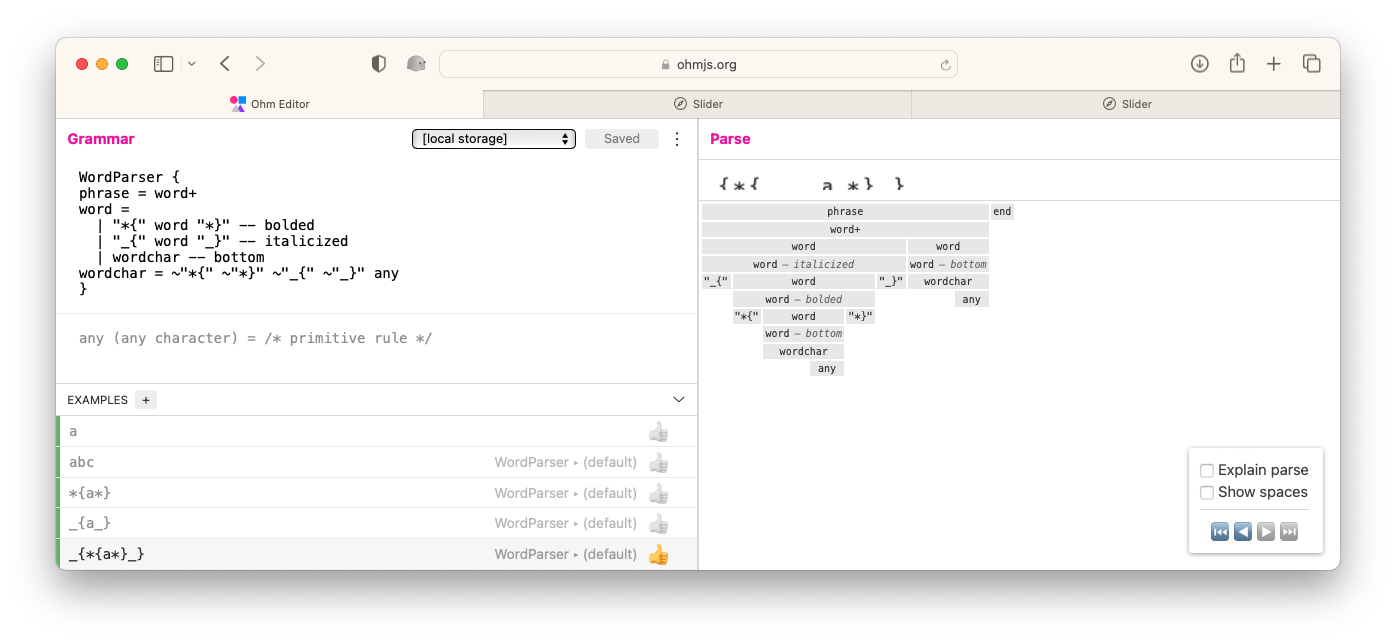 ohmjs.org
Ohm Editor
Slider
Slider
Grammar
[local storage]
Saved
WordParser {
phrase = word+
word =
| "*{" word "*}" -- bolded
| "_{" word "_}" -- italicized
| wordchar -- bottom
wordchar = ~"*{" ~"*}" ~"_{" ~"_}" any
}
any (any character) = /* primitive rule */
EXAMPLES +
a
abc WordParser ▸ (default)
*{a*} WordParser ▸ (default)
_{a_} WordParser ▸ (default)
_{*{a*}_} WordParser ▸ (default)
Parse
{*{ a *} }
phrase end
word+
word word
word – italicized word – bottom
"_{" word "_}" wordchar
word – bolded any
"*{" word "*}"
word – bottom
wordchar
any
Explain parse
Show spaces